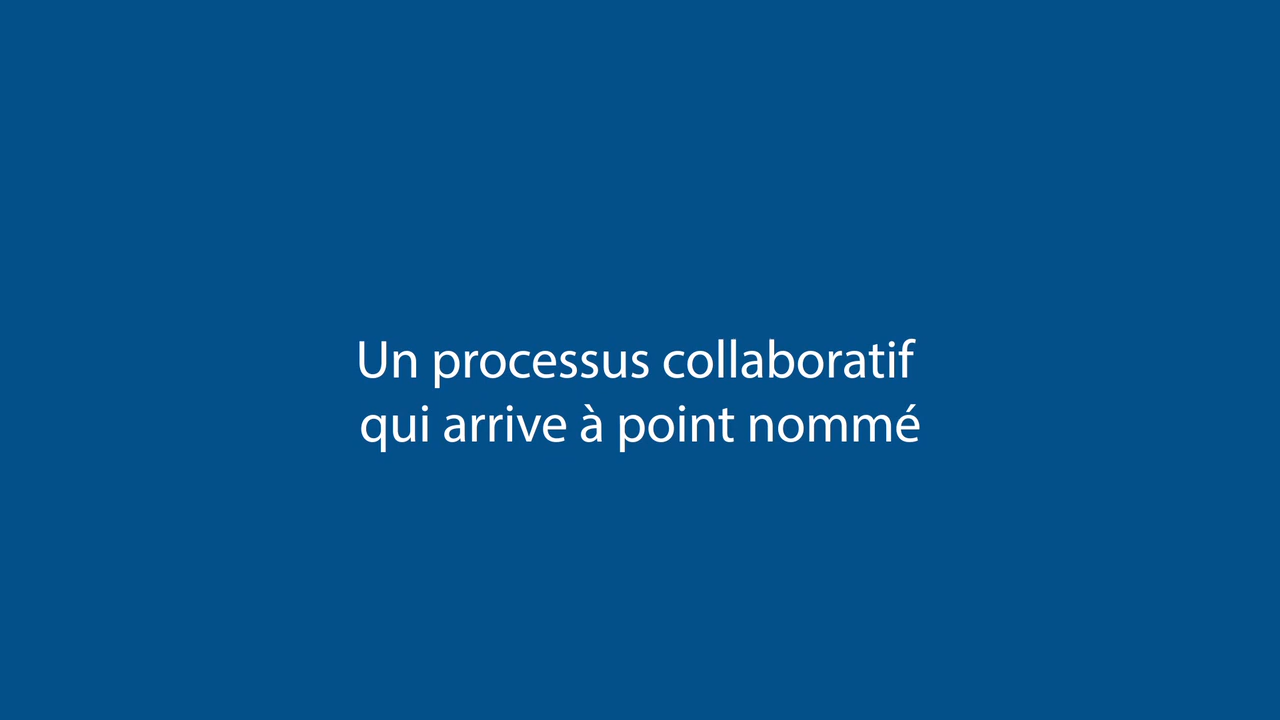 Un processus collaboratif
qui arrive à point nommé